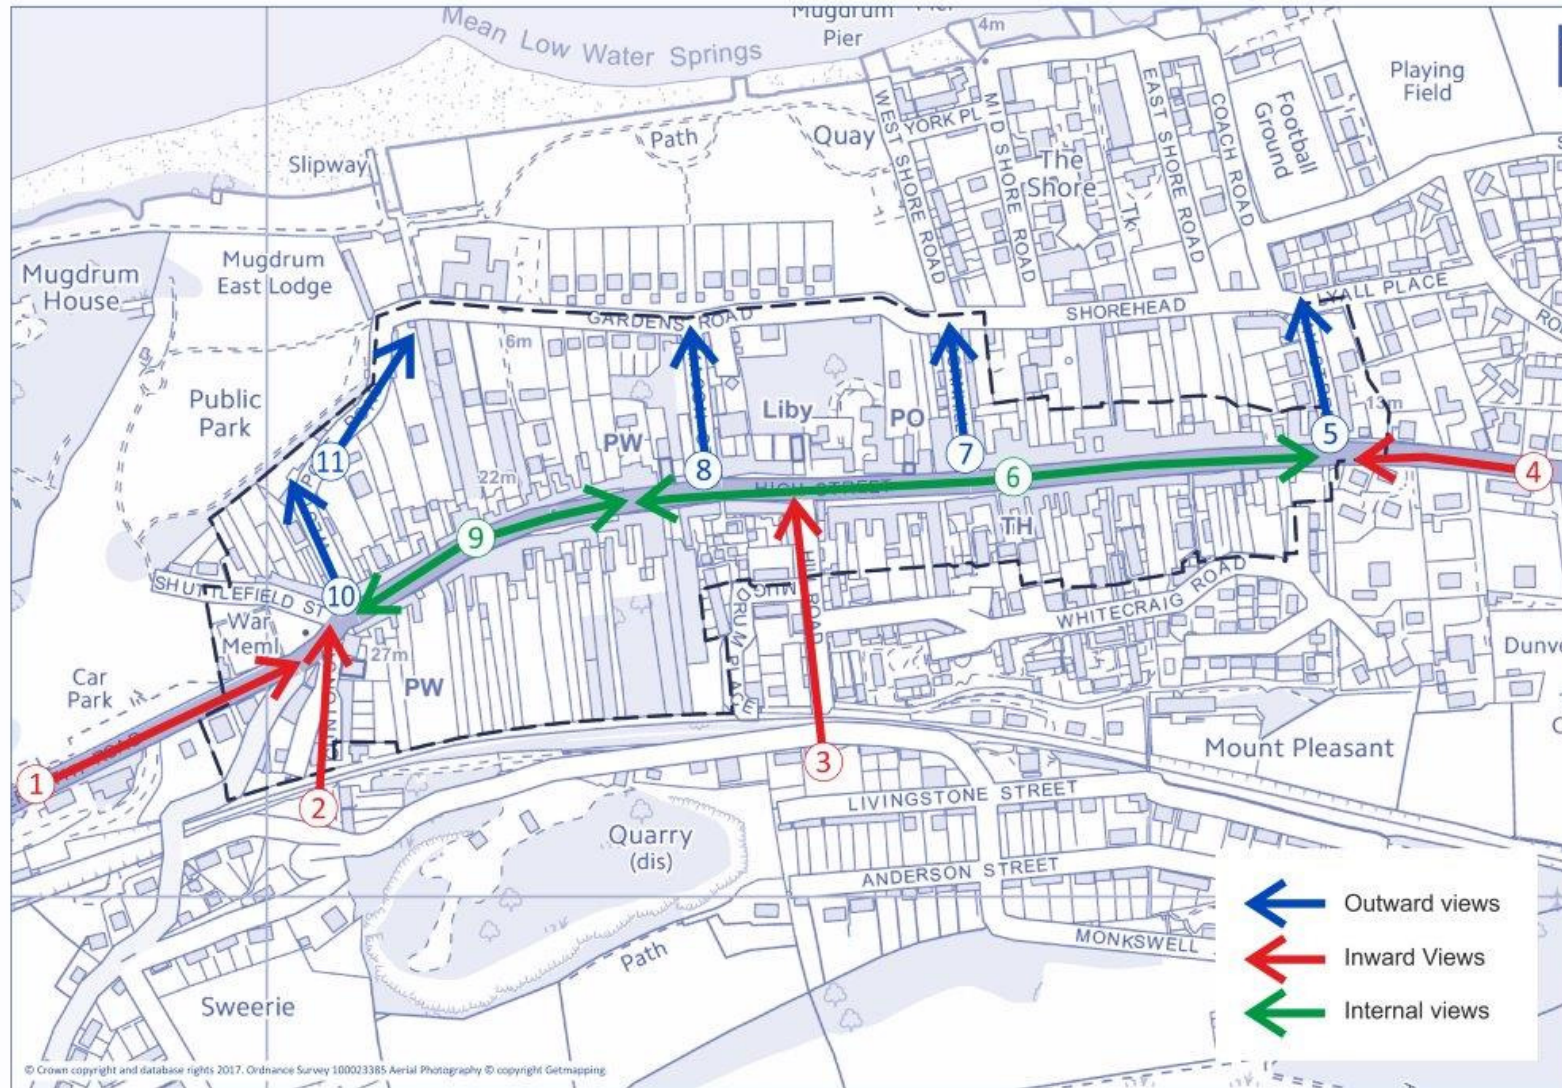 Mean Low Water Springs
Mugdrum
Pier
4m
Slipway
Path
Quay
WEST SHORE ROAD
YORK PL
MID SHORE ROAD
The
Shore
Tk
EAST SHORE ROAD
COACH ROAD
Football
Ground
Playing
Field
Mugdrum
House
Mugdrum
East Lodge
GARDENS ROAD
SHOREHEAD
LYALL PLACE
6m
Public
Park
PW
Liby
PO
13m
11
8
7
5
22m
HIGH STREET
6
4
TH
9
10
SHUTTLEFIELD ST
War
Meml
27m
PW
HILL ROAD
WHITECRAIG ROAD
Car
Park
1
2
3
Mount Pleasant
LIVINGSTONE STREET
Quarry
(dis)
ANDERSON STREET
MONKSWELL
Path
Sweerie
Outward views
Inward Views
Internal views
© Crown copyright and database rights 2017. Ordnance Survey 100023385 Aerial Photography © copyright Getmapping